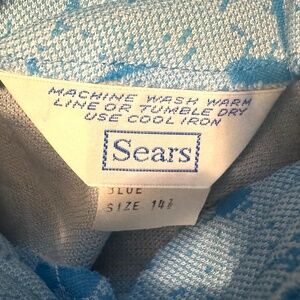 MACHINE WASH WARM
LINE OR TUMBLE DRY
USE COOL IRON
Sears
BLUE
SIZE 14½